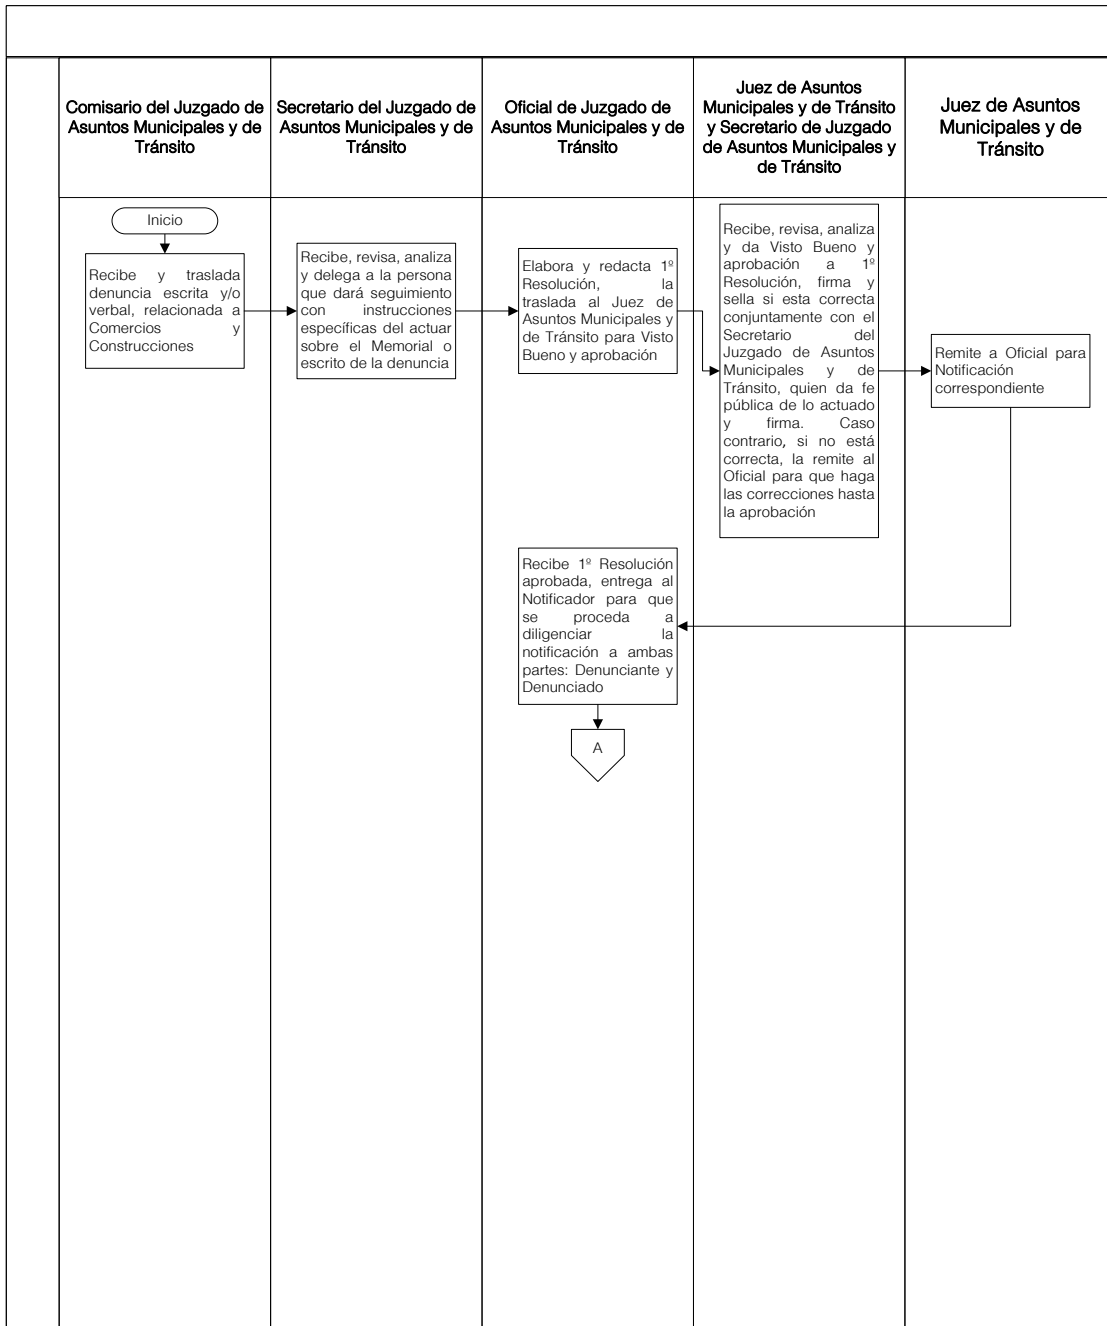 Comisario del Juzgado de
Asuntos Municipales y de
Tránsito
Secretario del Juzgado de
Asuntos Municipales y de
Tránsito
Oficial de Juzgado de
Asuntos Municipales y de
Tránsito
Juez de Asuntos
Municipales y de Tránsito
y Secretario de Juzgado
de Asuntos Municipales y
de Tránsito
Juez de Asuntos
Municipales y de
Tránsito
Inicio
Recibe y traslada
denuncia escrita y/o
verbal, relacionada a
Comercios y
Construcciones
Recibe, revisa, analiza
y delega a la persona
que dará seguimiento
con instrucciones
específicas del actuar
sobre el Memorial o
escrito de la denuncia
Elabora y redacta 1º
Resolución, la
traslada al Juez de
Asuntos Municipales y
de Tránsito para Visto
Bueno y aprobación
Recibe, revisa, analiza
y da Visto Bueno y
aprobación a 1º
Resolución, firma y
sella si esta correcta
conjuntamente con el
Secretario del
Juzgado de Asuntos
Municipales y de
Tránsito, quien da fe
pública de lo actuado
y firma. Caso
contrario, si no está
correcta, la remite al
Oficial para que haga
las correcciones hasta
la aprobación
Remite a Oficial para
Notificación
correspondiente
Recibe 1º Resolución
aprobada, entrega al
Notificador para que
se proceda a
diligenciar la
notificación a ambas
partes: Denunciante y
Denunciado
A